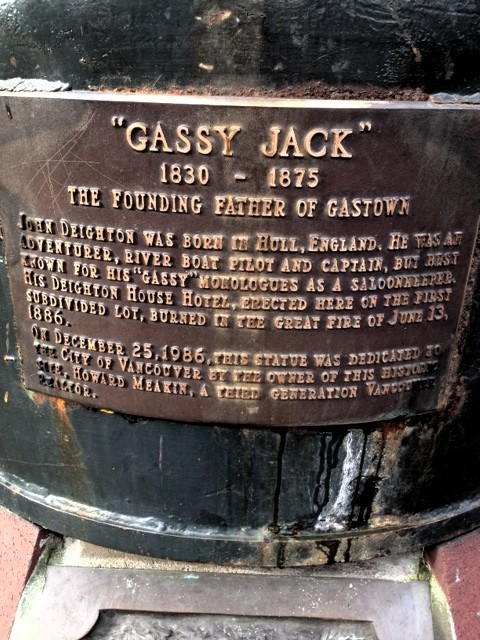 "GASSY JACK"
1830 - 1875
THE FOUNDING FATHER OF GASTOWN
JOHN DEIGHTON WAS BORN IN HULL, ENGLAND. HE WAS AN
ADVENTURER, RIVER BOAT PILOT AND CAPTAIN, BUT BEST
KNOWN FOR HIS "GASSY" MONOLOGUES AS A SALOONKEEPER.
HIS DEIGHTON HOUSE HOTEL, ERECTED HERE ON THE FIRST
SUBDIVIDED LOT, BURNED IN THE GREAT FIRE OF JUNE 13,
1886.
ON DECEMBER 25, 1986, THIS STATUE WAS DEDICATED TO
THE CITY OF VANCOUVER BY THE OWNER OF THIS HISTORIC
SITE, HOWARD MEAKIN, A THIRD GENERATION VANCOUVER
REALTOR.